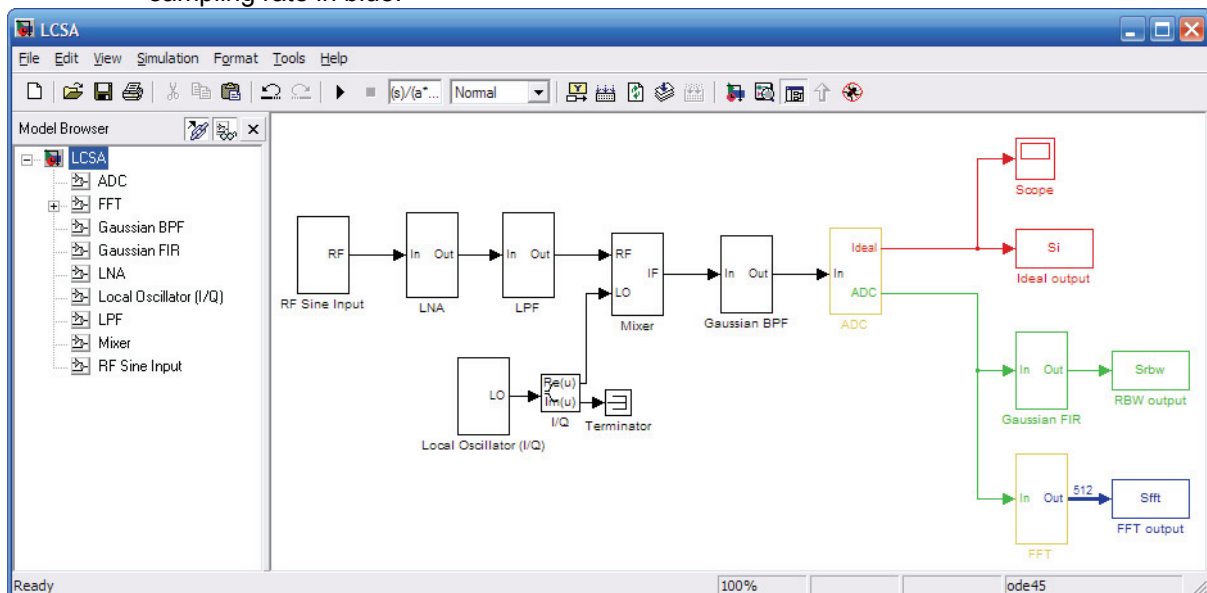 sampling rate in blue.
LCSA
File Edit View Simulation Format Tools Help
(s)/(a*... Normal
Model Browser
LCSA
ADC
FFT
Gaussian BPF
Gaussian FIR
LNA
Local Oscillator (I/Q)
LPF
Mixer
RF Sine Input
RF
RF Sine Input
In Out
LNA
In Out
LPF
RF
LO
IF
Mixer
In Out
Gaussian BPF
In
Ideal
ADC
ADC
Scope
Si
Ideal output
LO
Local Oscillator (I/Q)
Re(u)
Im(u)
I/Q
Terminator
In Out
Gaussian FIR
Srbw
RBW output
In Out
FFT
512
Sfft
FFT output
Ready
100%
ode45